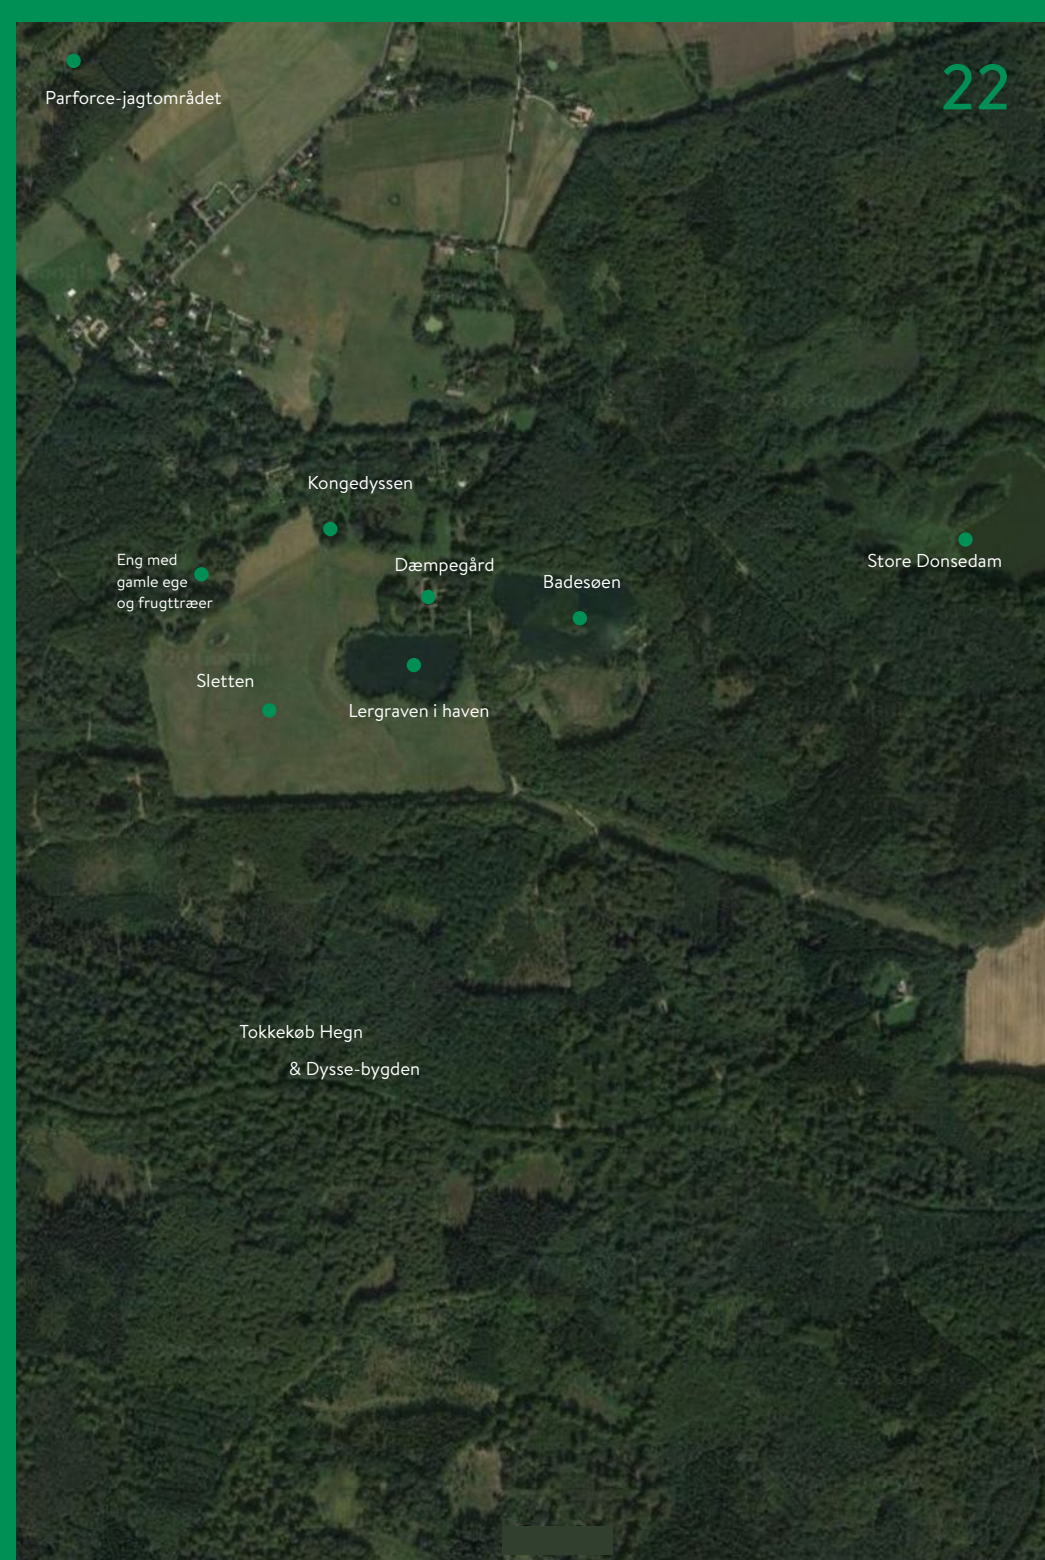 22
Parforce-jagtområdet
Kongedyssen
Eng med
gamle ege
og frugttræer
Dæmpegård
Badesøen
Store Donsedam
Sletten
Lergraven i haven
Tokkekøb Hegn
& Dysse-bygden